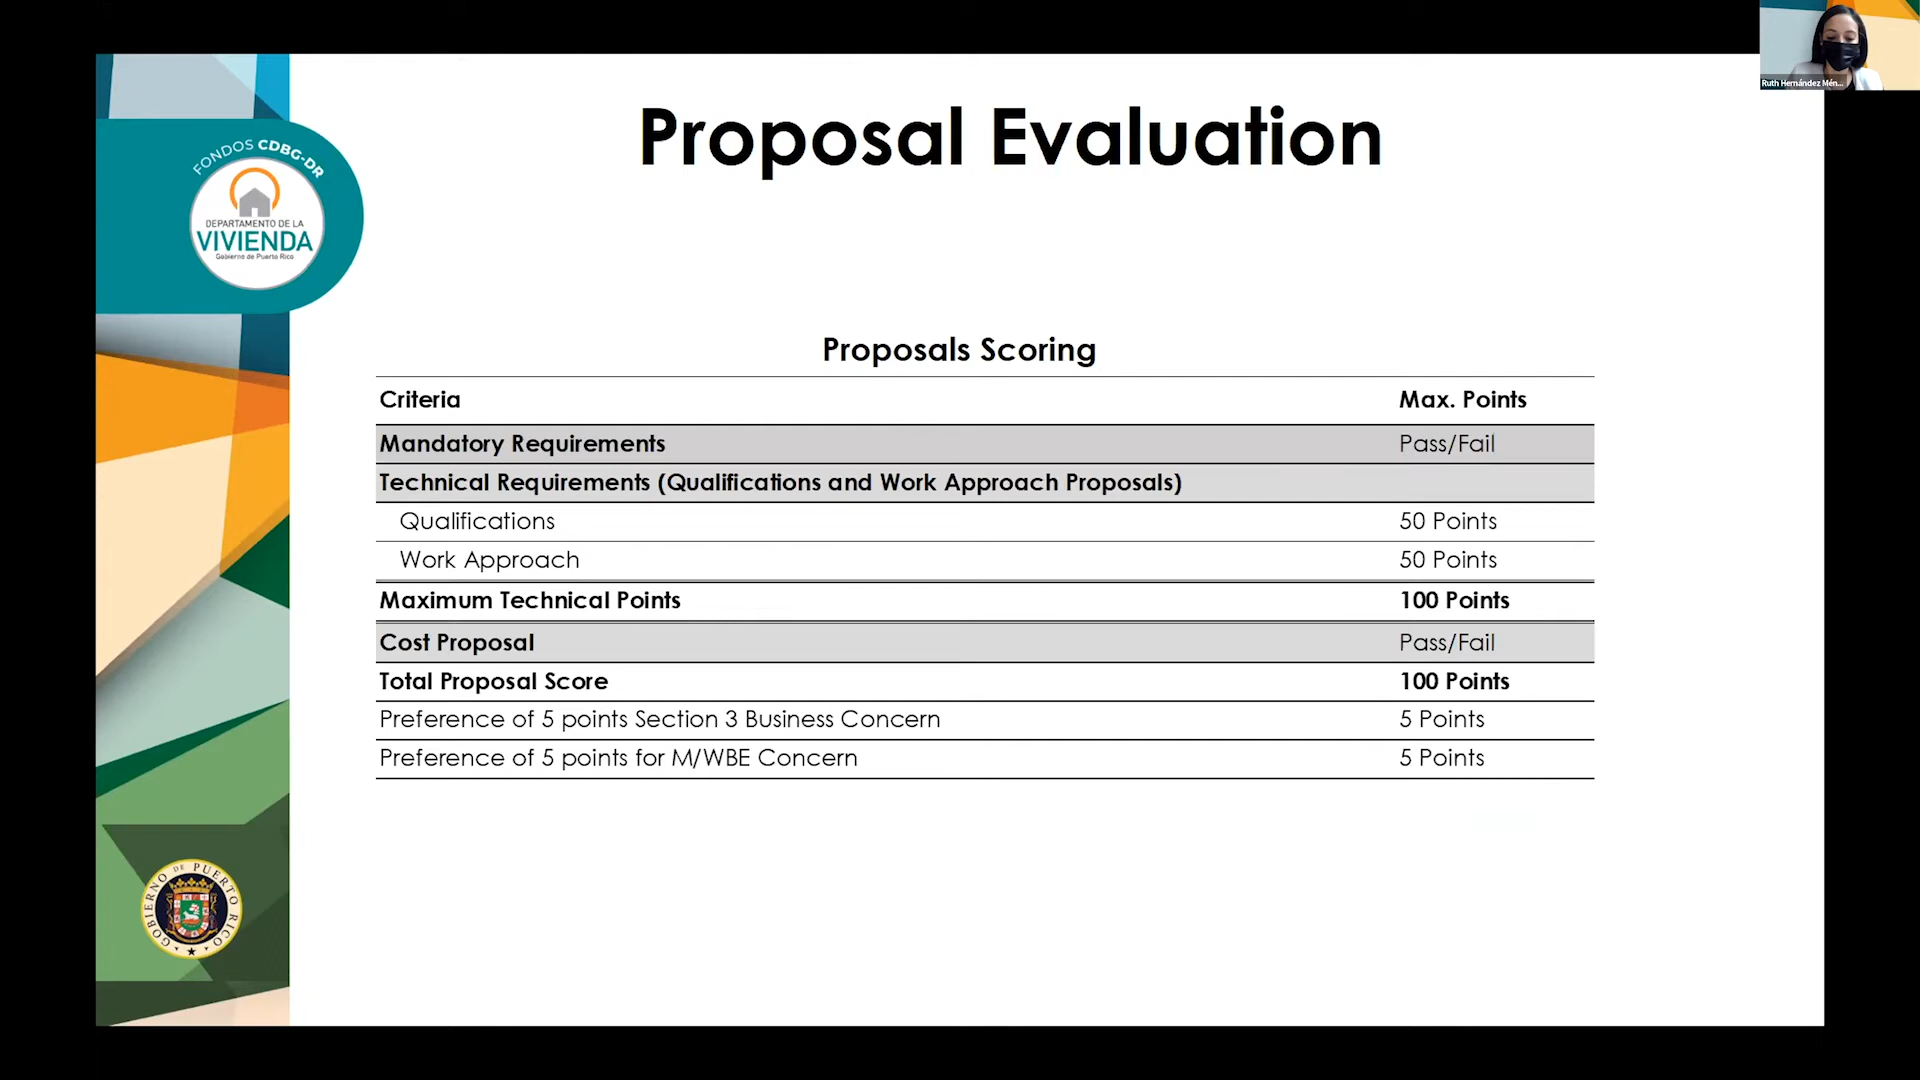 Ruth Hernández Mén...
Proposal Evaluation
FONDOS CDBG-DR
DEPARTAMENTO DE LA
VIVIENDA
Gobierno de Puerto Rico
Proposals Scoring
Criteria Max. Points
Mandatory Requirements Pass/Fail
Technical Requirements (Qualifications and Work Approach Proposals)
Qualifications 50 Points
Work Approach 50 Points
Maximum Technical Points 100 Points
Cost Proposal Pass/Fail
Total Proposal Score 100 Points
Preference of 5 points Section 3 Business Concern 5 Points
Preference of 5 points for M/WBE Concern 5 Points
GOBIERNO DE PUERTO RICO